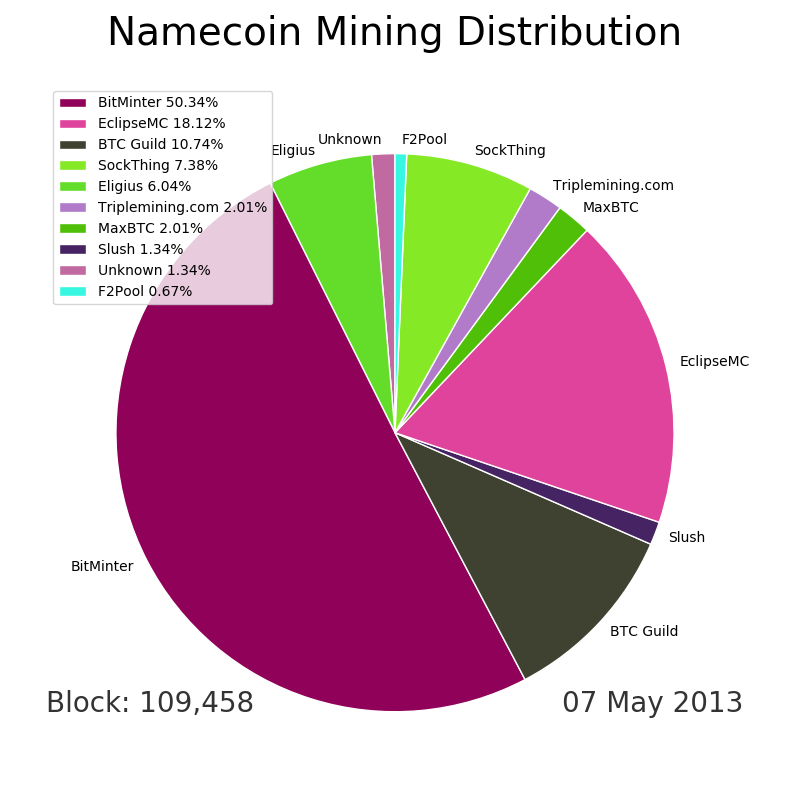 Namecoin Mining Distribution
BitMinter 50.34%
EclipseMC 18.12%
BTC Guild 10.74%
SockThing 7.38%
Eligius 6.04%
Triplemining.com 2.01%
MaxBTC 2.01%
Slush 1.34%
Unknown 1.34%
F2Pool 0.67%
Eligius
Unknown
F2Pool
SockThing
Triplemining.com
MaxBTC
EclipseMC
Slush
BTC Guild
BitMinter
Block: 109,458
07 May 2013